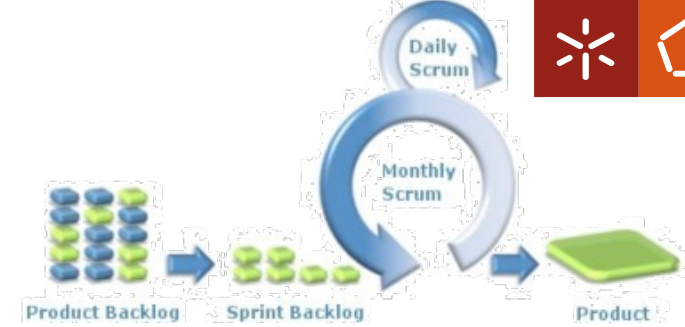 Daily
Scrum
Monthly
Scrum
Product Backlog
Sprint Backlog
Product